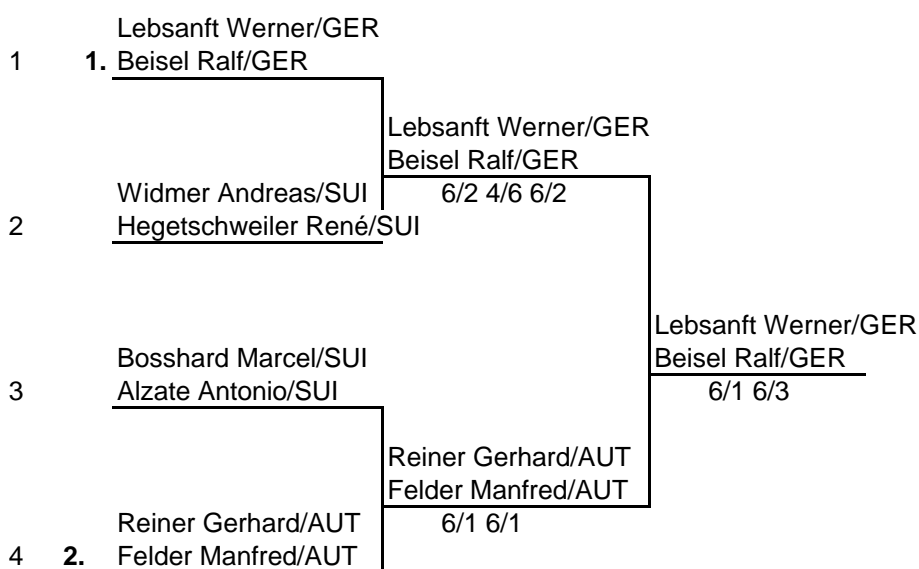 Lebsanft Werner/GER
1 1. Beisel Ralf/GER
Lebsanft Werner/GER
Beisel Ralf/GER
Widmer Andreas/SUI 6/2 4/6 6/2
2 Hegetschweiler René/SUI
Lebsanft Werner/GER
Bosshard Marcel/SUI Beisel Ralf/GER
3 Alzate Antonio/SUI 6/1 6/3
Reiner Gerhard/AUT
Felder Manfred/AUT
Reiner Gerhard/AUT 6/1 6/1
4 2. Felder Manfred/AUT